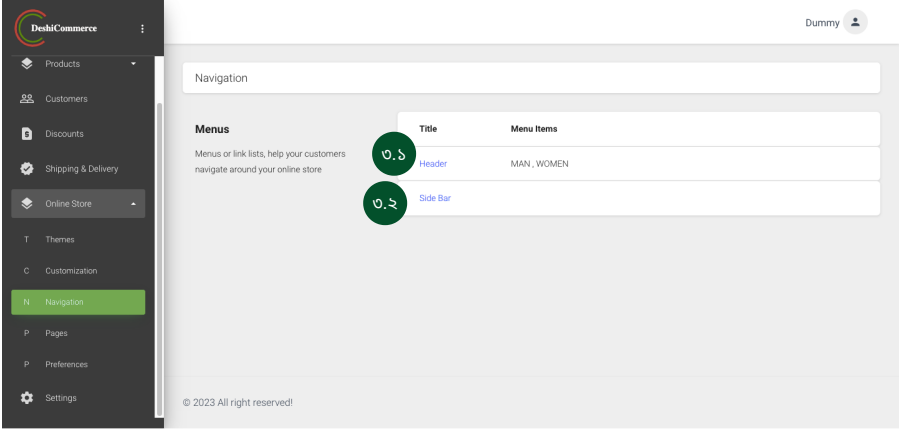 DeshiCommerce
Dummy
Products
Customers
Discounts
Shipping & Delivery
Online Store
T Themes
C Customization
N Navigation
P Pages
P Preferences
Settings
Navigation
Menus
Menus or link lists, help your customers
navigate around your online store
Title Menu Items
৩.১
Header MAN , WOMEN
৩.২
Side Bar
© 2023 All right reserved!